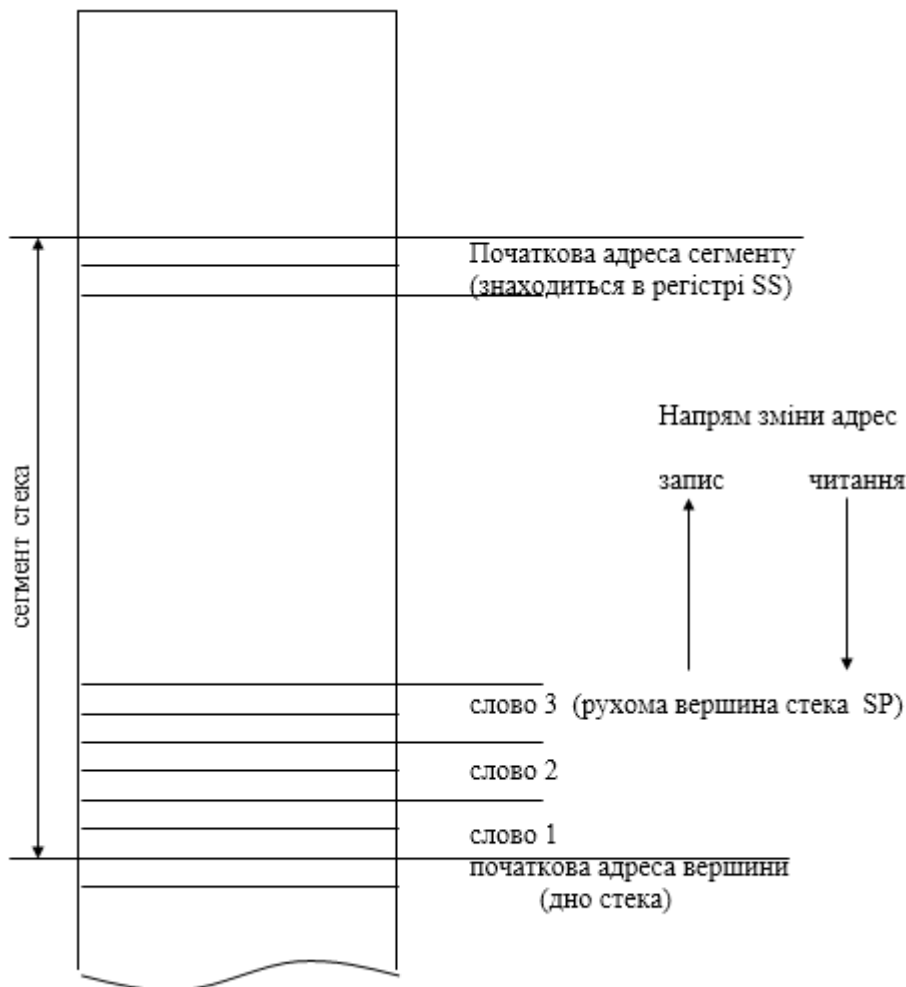 Початкова адреса сегменту
(знаходиться в регістрі SS)
Напрям зміни адрес
запис читання
сегмент стека
слово 3 (рухома вершина стека SP)
слово 2
слово 1
початкова адреса вершини
(дно стека)